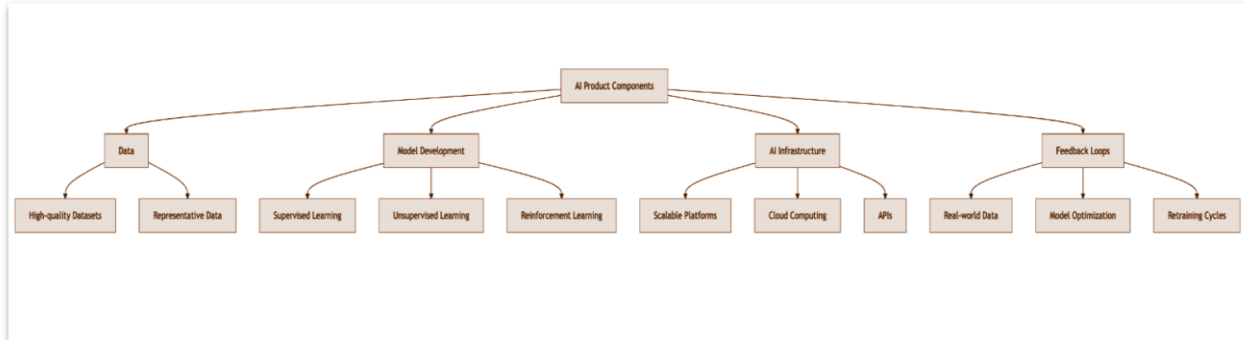 AI Product Components
Data
Model Development
AI Infrastructure
Feedback Loops
High-quality Datasets
Representative Data
Supervised Learning
Unsupervised Learning
Reinforcement Learning
Scalable Platforms
Cloud Computing
APIs
Real-world Data
Model Optimization
Retraining Cycles